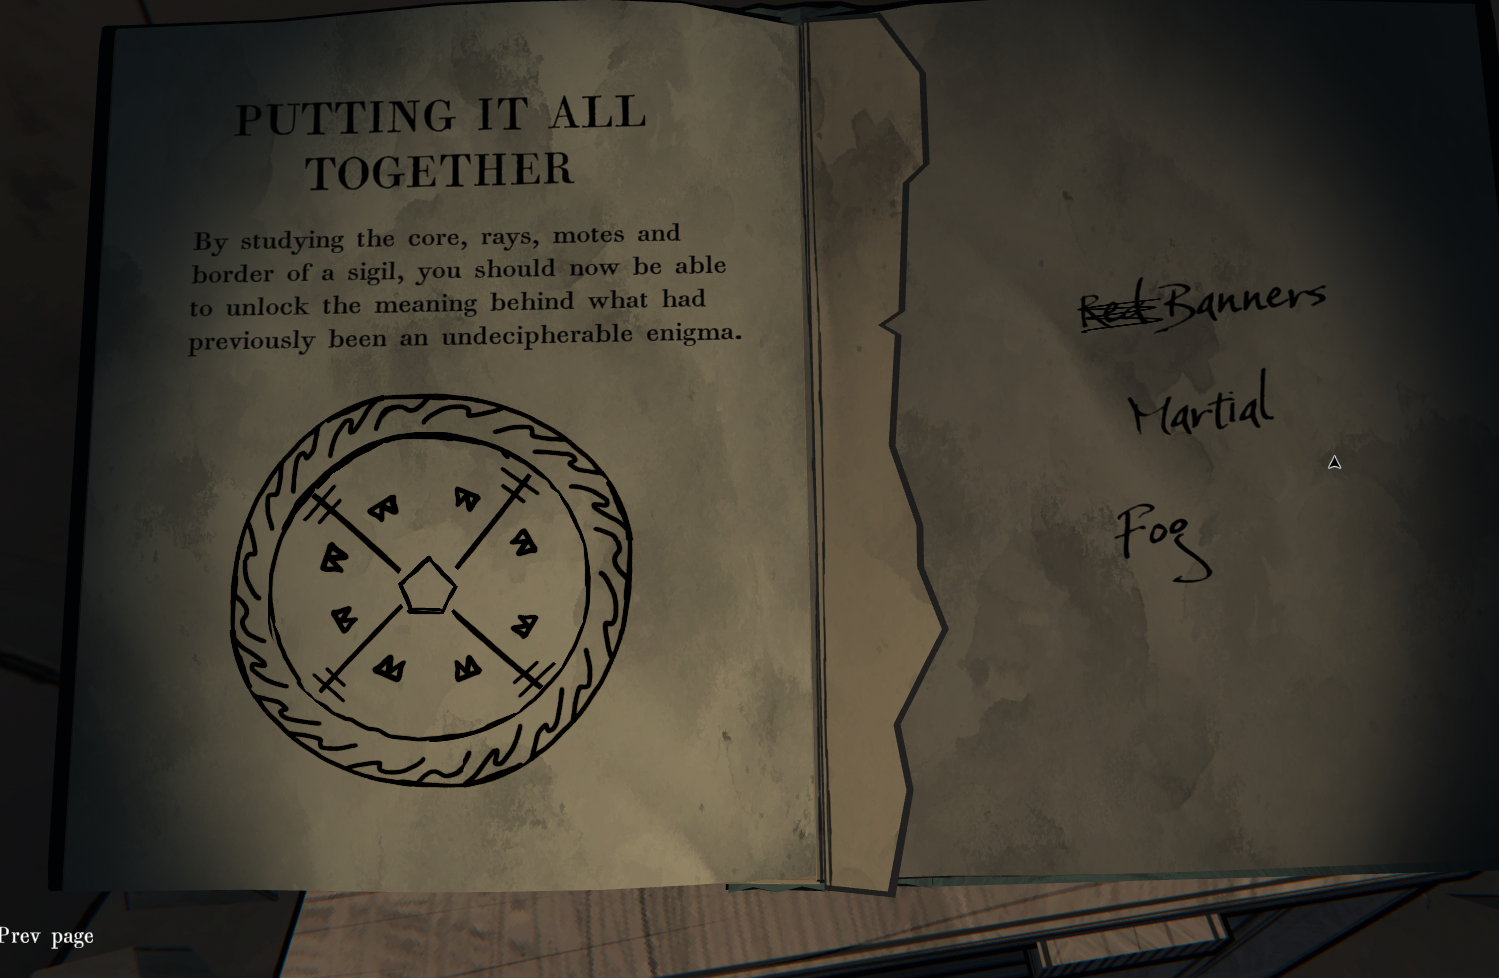 PUTTING IT ALL
TOGETHER
By studying the core, rays, motes and
border of a sigil, you should now be able
to unlock the meaning behind what had
previously been an undecipherable enigma.
Red Banners
Martial
Fog
Prev page